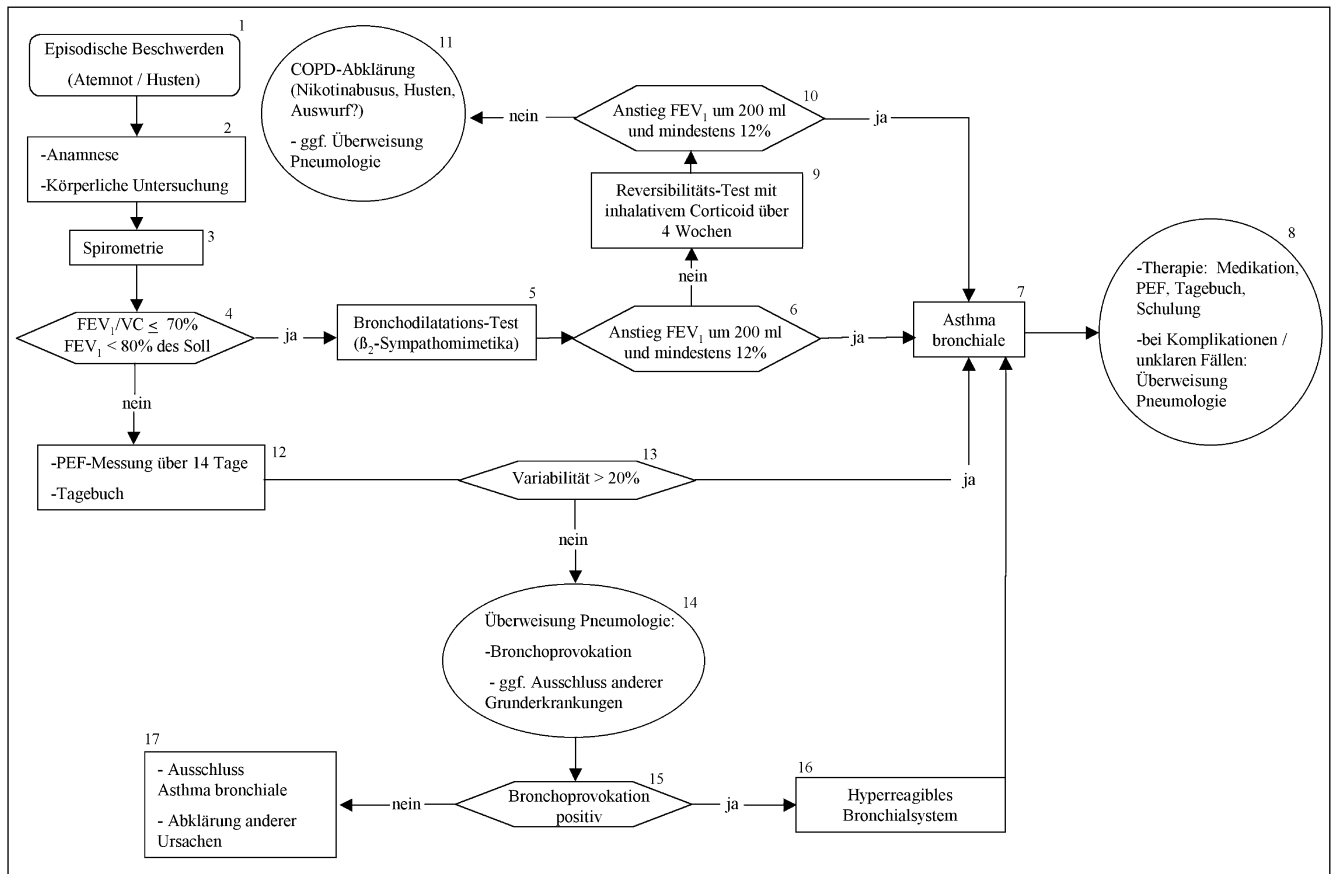 1
Episodische Beschwerden
(Atemnot / Husten)
2
-Anamnese
-Körperliche Untersuchung
3
Spirometrie
4
FEV₁/VC ≤ 70%
FEV₁ < 80% des Soll
ja
5
Bronchodilatations-Test
(ß₂-Sympathomimetika)
6
Anstieg FEV₁ um 200 ml
und mindestens 12%
ja
7
Asthma
bronchiale
8
-Therapie: Medikation,
PEF, Tagebuch,
Schulung
-bei Komplikationen /
unklaren Fällen:
Überweisung
Pneumologie
nein
9
Reversibilitäts-Test mit
inhalativem Corticoid über
4 Wochen
10
Anstieg FEV₁ um 200 ml
und mindestens 12%
ja
nein
11
COPD-Abklärung
(Nikotinabusus, Husten,
Auswurf?)
- ggf. Überweisung
Pneumologie
nein
12
-PEF-Messung über 14 Tage
-Tagebuch
13
Variabilität > 20%
ja
nein
14
Überweisung Pneumologie:
-Bronchoprovokation
- ggf. Ausschluss anderer
Grunderkrankungen
15
Bronchoprovokation
positiv
ja
16
Hyperreagibles
Bronchialsystem
nein
17
- Ausschluss
Asthma bronchiale
- Abklärung anderer
Ursachen